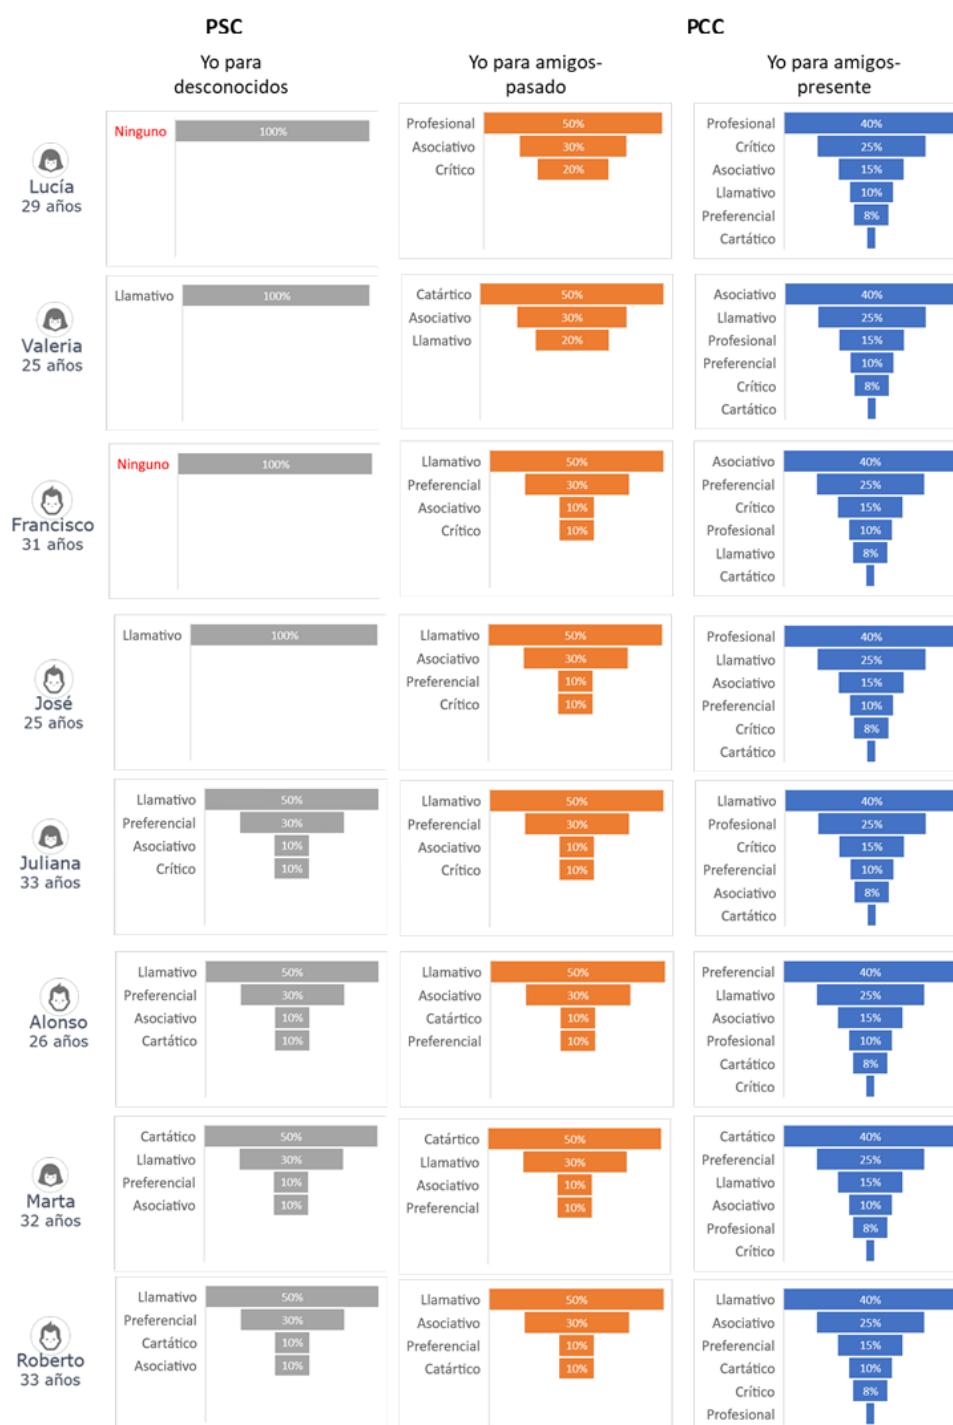 PSC
PCC
Yo para
desconocidos
Yo para amigos-
pasado
Yo para amigos-
presente
Lucía
29 años
Ninguno 100%
Profesional 50%
Asociativo 30%
Crítico 20%
Profesional 40%
Crítico 25%
Asociativo 15%
Llamativo 10%
Preferencial 8%
Cartático
Valeria
25 años
Llamativo 100%
Catártico 50%
Asociativo 30%
Llamativo 20%
Asociativo 40%
Llamativo 25%
Profesional 15%
Preferencial 10%
Crítico 8%
Cartático
Francisco
31 años
Ninguno 100%
Llamativo 50%
Preferencial 30%
Asociativo 10%
Crítico 10%
Asociativo 40%
Preferencial 25%
Crítico 15%
Profesional 10%
Llamativo 8%
Cartático
José
25 años
Llamativo 100%
Llamativo 50%
Asociativo 30%
Preferencial 10%
Crítico 10%
Profesional 40%
Llamativo 25%
Asociativo 15%
Preferencial 10%
Crítico 8%
Cartático
Juliana
33 años
Llamativo 50%
Preferencial 30%
Asociativo 10%
Crítico 10%
Llamativo 50%
Preferencial 30%
Asociativo 10%
Crítico 10%
Llamativo 40%
Profesional 25%
Crítico 15%
Preferencial 10%
Asociativo 8%
Cartático
Alonso
26 años
Llamativo 50%
Preferencial 30%
Asociativo 10%
Cartático 10%
Llamativo 50%
Asociativo 30%
Catártico 10%
Preferencial 10%
Preferencial 40%
Llamativo 25%
Asociativo 15%
Profesional 10%
Cartático 8%
Crítico
Marta
32 años
Cartático 50%
Llamativo 30%
Preferencial 10%
Asociativo 10%
Catártico 50%
Llamativo 30%
Asociativo 10%
Preferencial 10%
Cartático 40%
Preferencial 25%
Llamativo 15%
Asociativo 10%
Profesional 8%
Crítico
Roberto
33 años
Llamativo 50%
Preferencial 30%
Cartático 10%
Asociativo 10%
Llamativo 50%
Asociativo 30%
Preferencial 10%
Catártico 10%
Llamativo 40%
Asociativo 25%
Preferencial 15%
Cartático 10%
Crítico 8%
Profesional